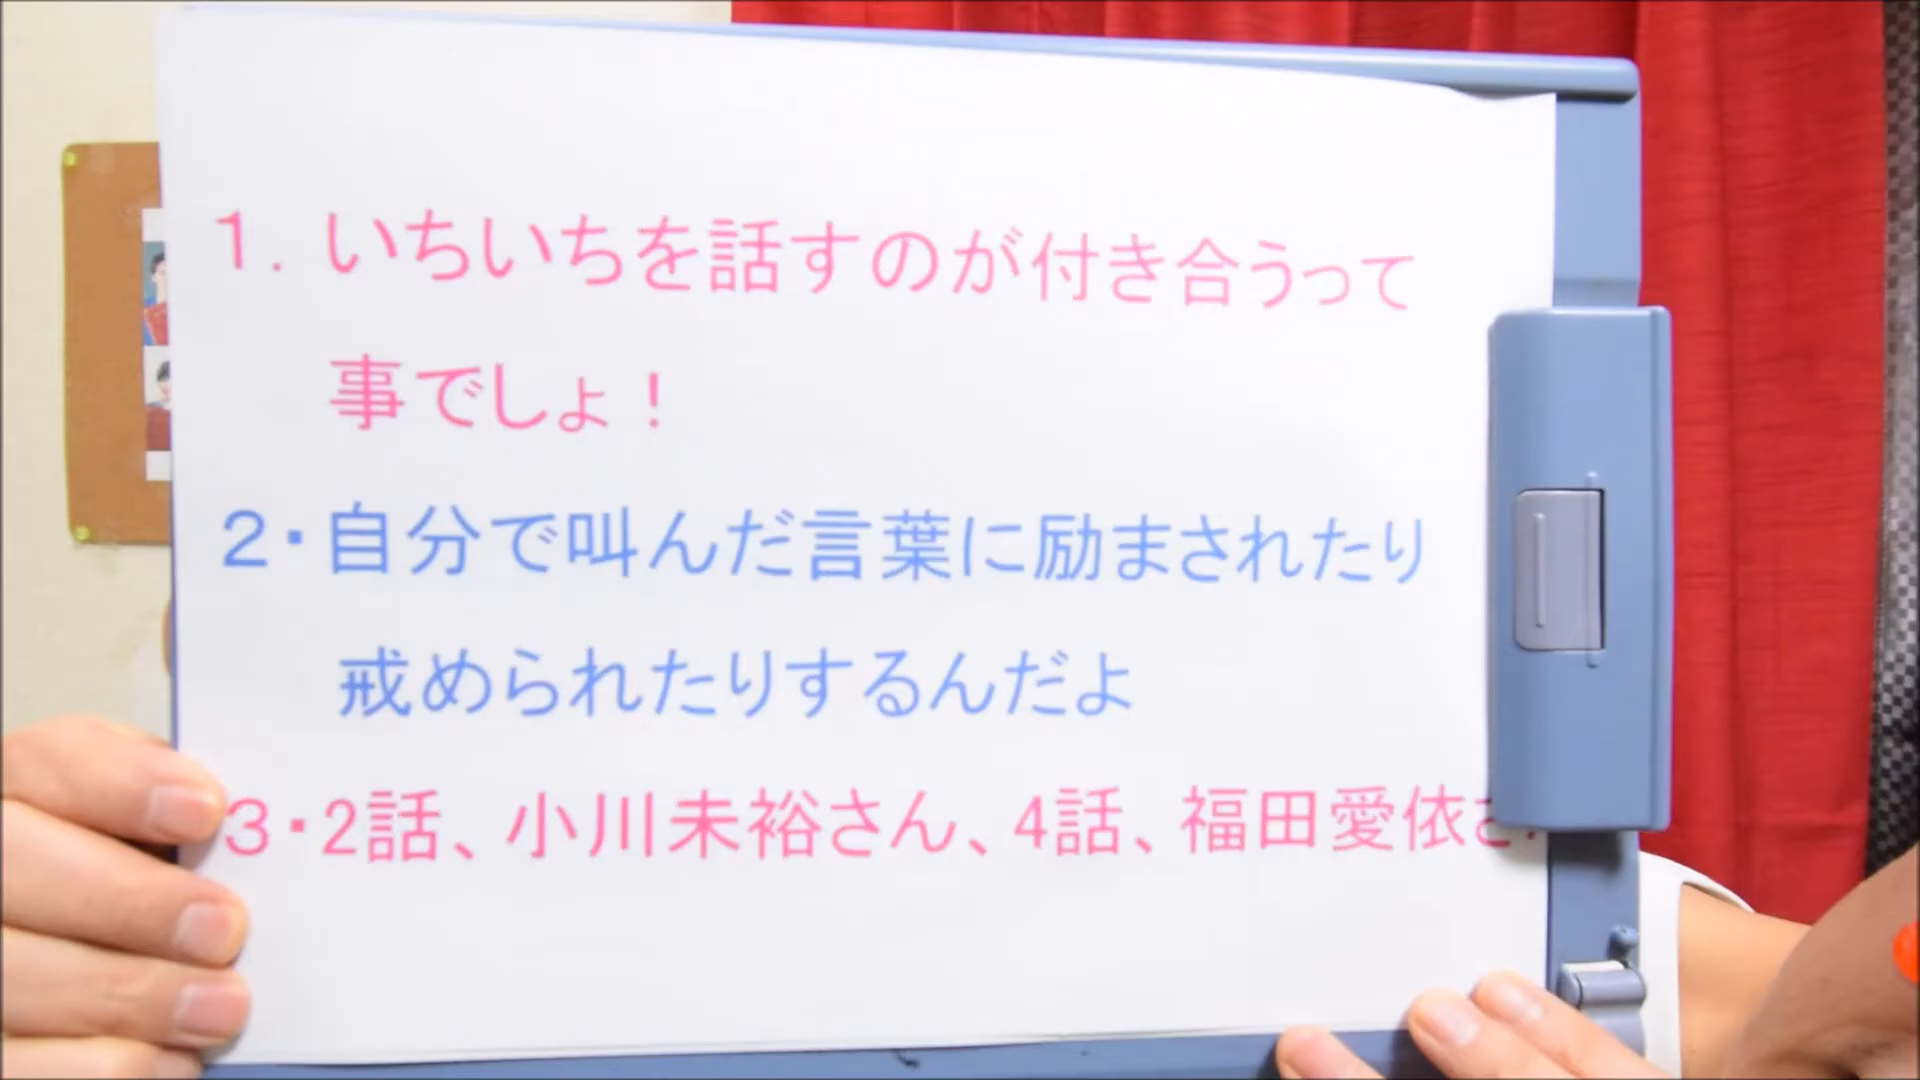 1. いちいちを話すのが付き合うって
事でしょ!
2・自分で叫んだ言葉に励まされたり
戒められたりするんだよ
3・2話、小川未裕さん、4話、福田愛依さ